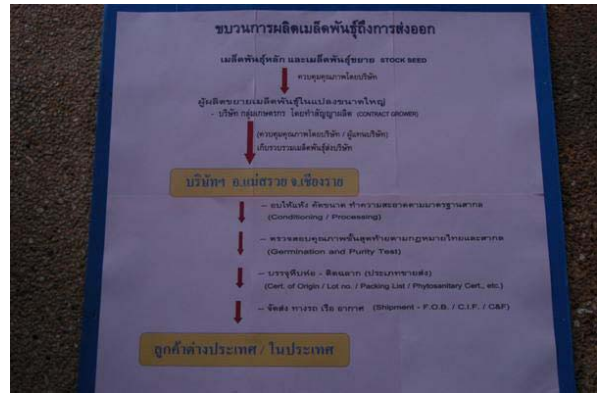 ขบวนการผลิตเมล็ดพันธุ์ถึงการส่งออก
เมล็ดพันธุ์หลัก และเมล็ดพันธุ์ขยาย STOCK SEED
ควบคุมคุณภาพโดยบริษัท
ผู้ผลิตขยายเมล็ดพันธุ์ในแปลงขนาดใหญ่
- บริษัท กลุ่มเกษตรกร โดยทำสัญญาผลิต (CONTRACT GROWER)
(ควบคุมคุณภาพโดยบริษัท / ผู้แทนบริษัท)
เก็บรวบรวมเมล็ดพันธุ์ส่งบริษัท
บริษัทฯ อ.แม่สรวย จ.เชียงราย
– อบให้แห้ง คัดขนาด ทำความสะอาดตามมาตรฐานสากล
(Conditioning / Processing)
– ตรวจสอบคุณภาพขั้นสุดท้ายตามกฎหมายไทยและสากล
(Germination and Purity Test)
– บรรจุหีบห่อ - ติดฉลาก (ประเภทขายส่ง)
(Cert. of Origin / Lot no. / Packing List / Phytosanitary Cert., etc.)
– จัดส่ง ทางรถ เรือ อากาศ (Shipment - F.O.B. / C.I.F. / C&F)
ลูกค้าต่างประเทศ / ในประเทศ